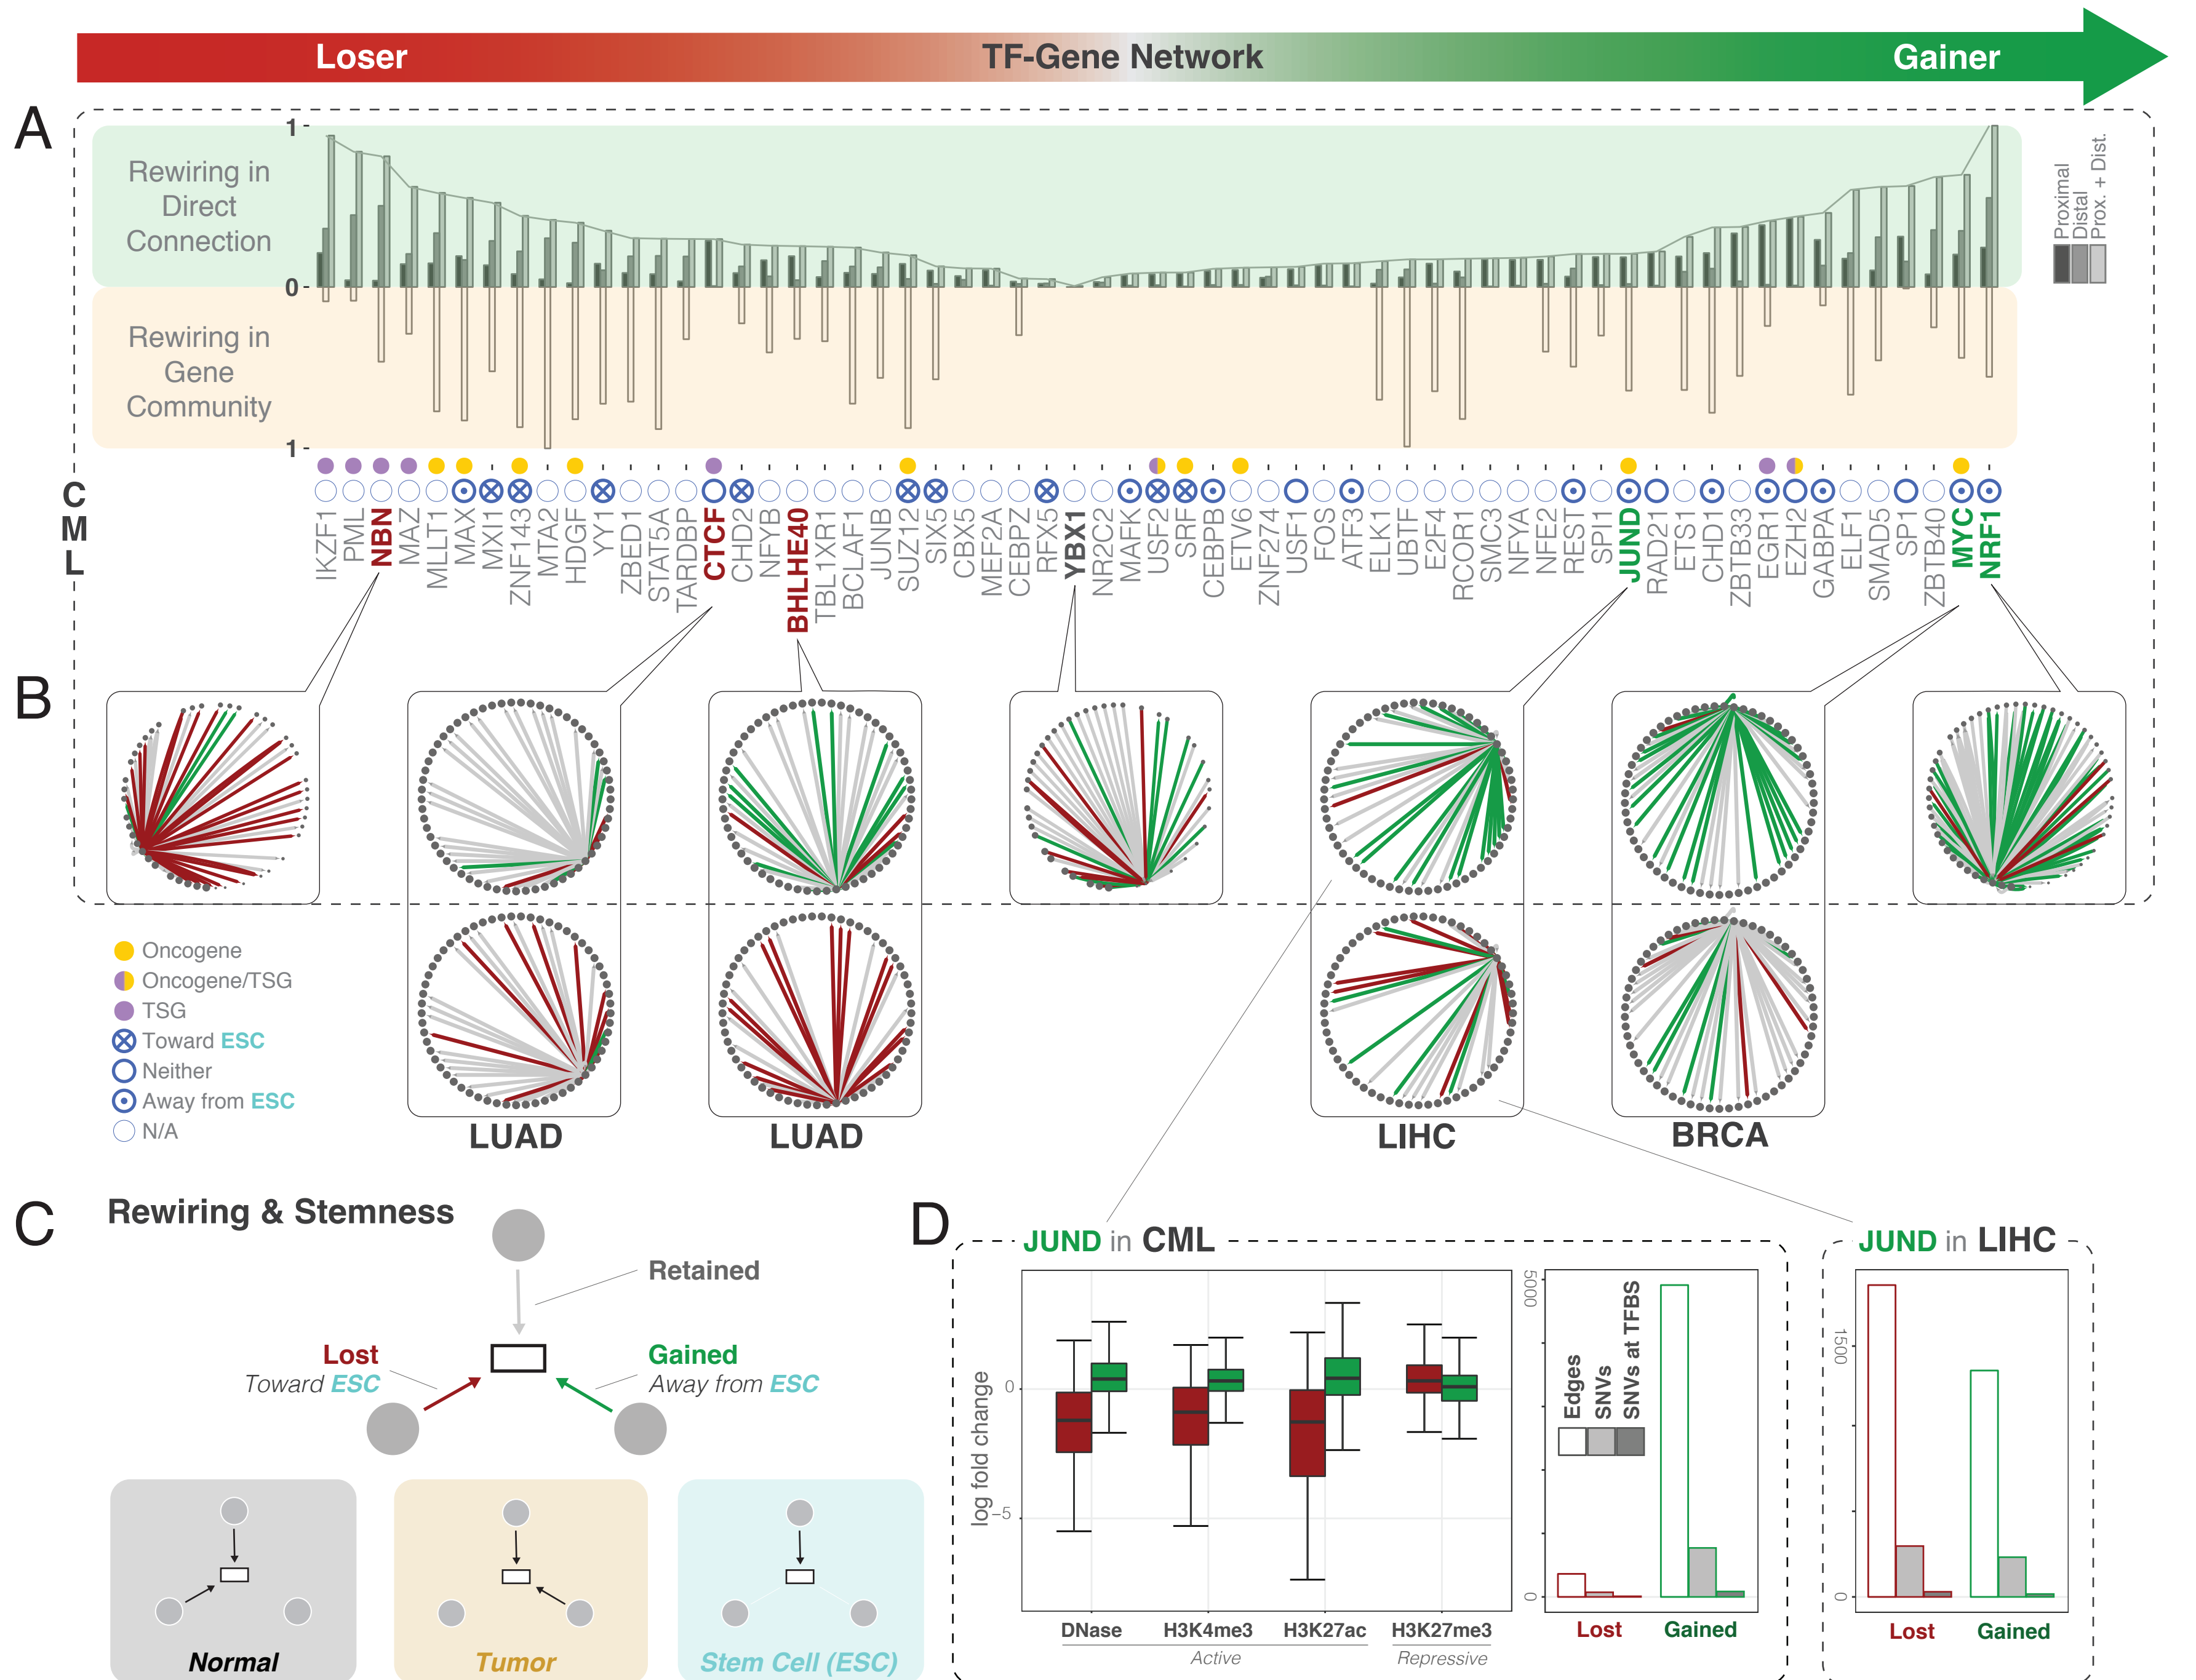 Loser
TF-Gene Network
Gainer
A
Rewiring in
Direct
Connection
1
0
1
Rewiring in
Gene
Community
Proximal
Distal
Prox. + Dist.
C
M
L
IKZF1
PML
NBN
MAZ
MLLT1
MAX
MXI1
ZNF143
MTA2
HDGF
YY1
ZBED1
STAT5A
TARDBP
CTCF
CHD2
NFYB
BHLHE40
TBL1XR1
BCLAF1
JUNB
SUZ12
SIX5
CBX5
MEF2A
CEBPZ
RFX5
YBX1
NR2C2
MAFK
USF2
SRF
CEBPB
ETV6
ZNF274
USF1
FOS
ATF3
ELK1
UBTF
E2F4
RCOR1
SMC3
NFYA
NFE2
REST
SPI1
JUND
RAD21
ETS1
CHD1
ZBTB33
EGR1
EZH2
GABPA
ELF1
SMAD5
SP1
ZBTB40
MYC
NRF1
B
Oncogene
Oncogene/TSG
TSG
Toward ESC
Neither
Away from ESC
N/A
LUAD
LUAD
LIHC
BRCA
C
Rewiring & Stemness
Retained
Lost
Toward ESC
Gained
Away from ESC
Normal
Tumor
Stem Cell (ESC)
D
JUND in CML
log fold change
0
−5
DNase
H3K4me3
H3K27ac
H3K27me3
Active
Repressive
5000
0
Edges
SNVs
SNVs at TFBS
Lost
Gained
JUND in LIHC
1500
0
Lost
Gained